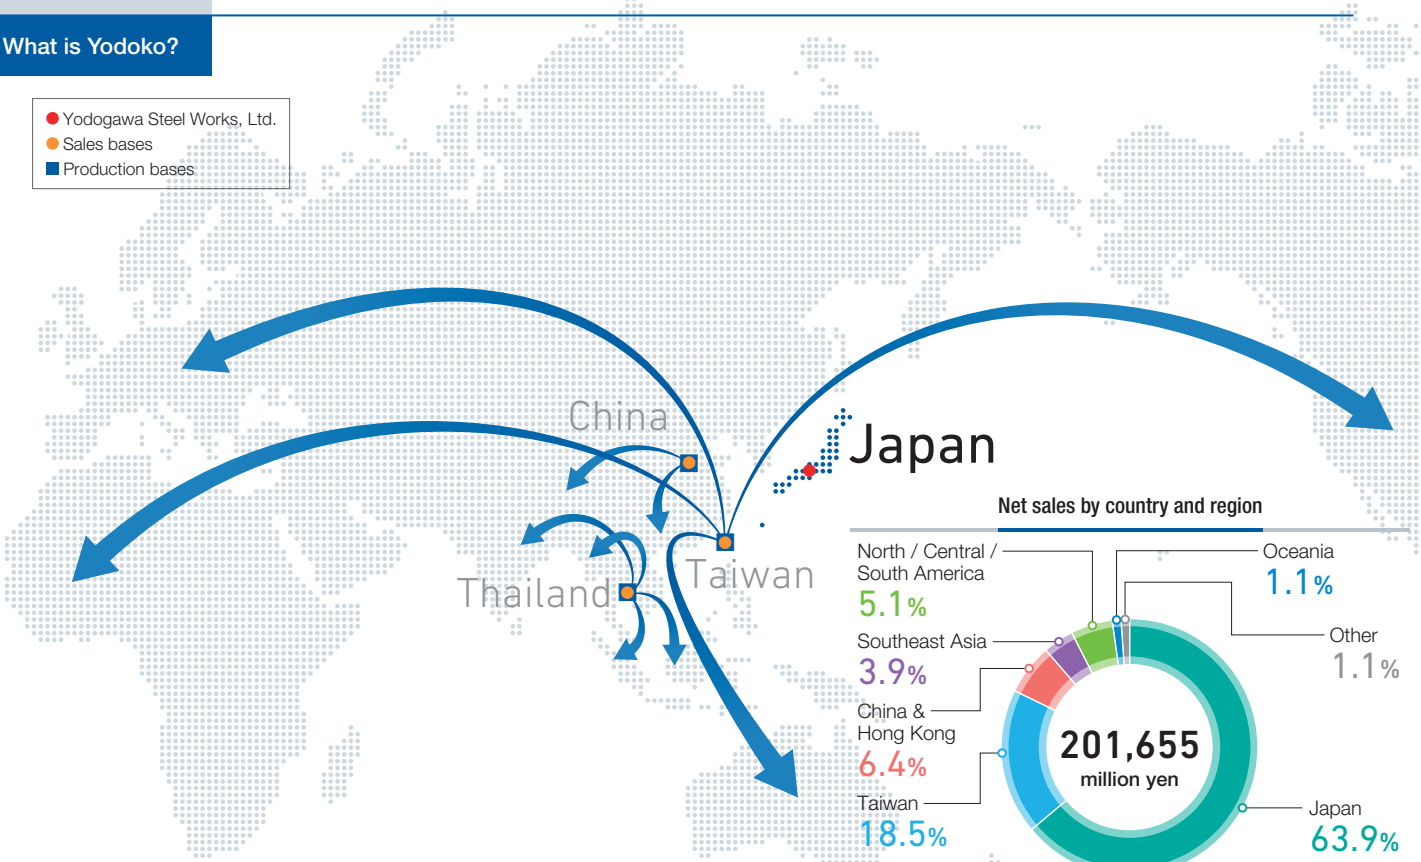 What is Yodoko?
Yodogawa Steel Works, Ltd.
Sales bases
Production bases
China
Japan
Taiwan
Thailand
Net sales by country and region
North / Central /
South America
5.1%
Southeast Asia
3.9%
China &
Hong Kong
6.4%
Taiwan
18.5%
Oceania
1.1%
Other
1.1%
201,655
million yen
Japan
63.9%